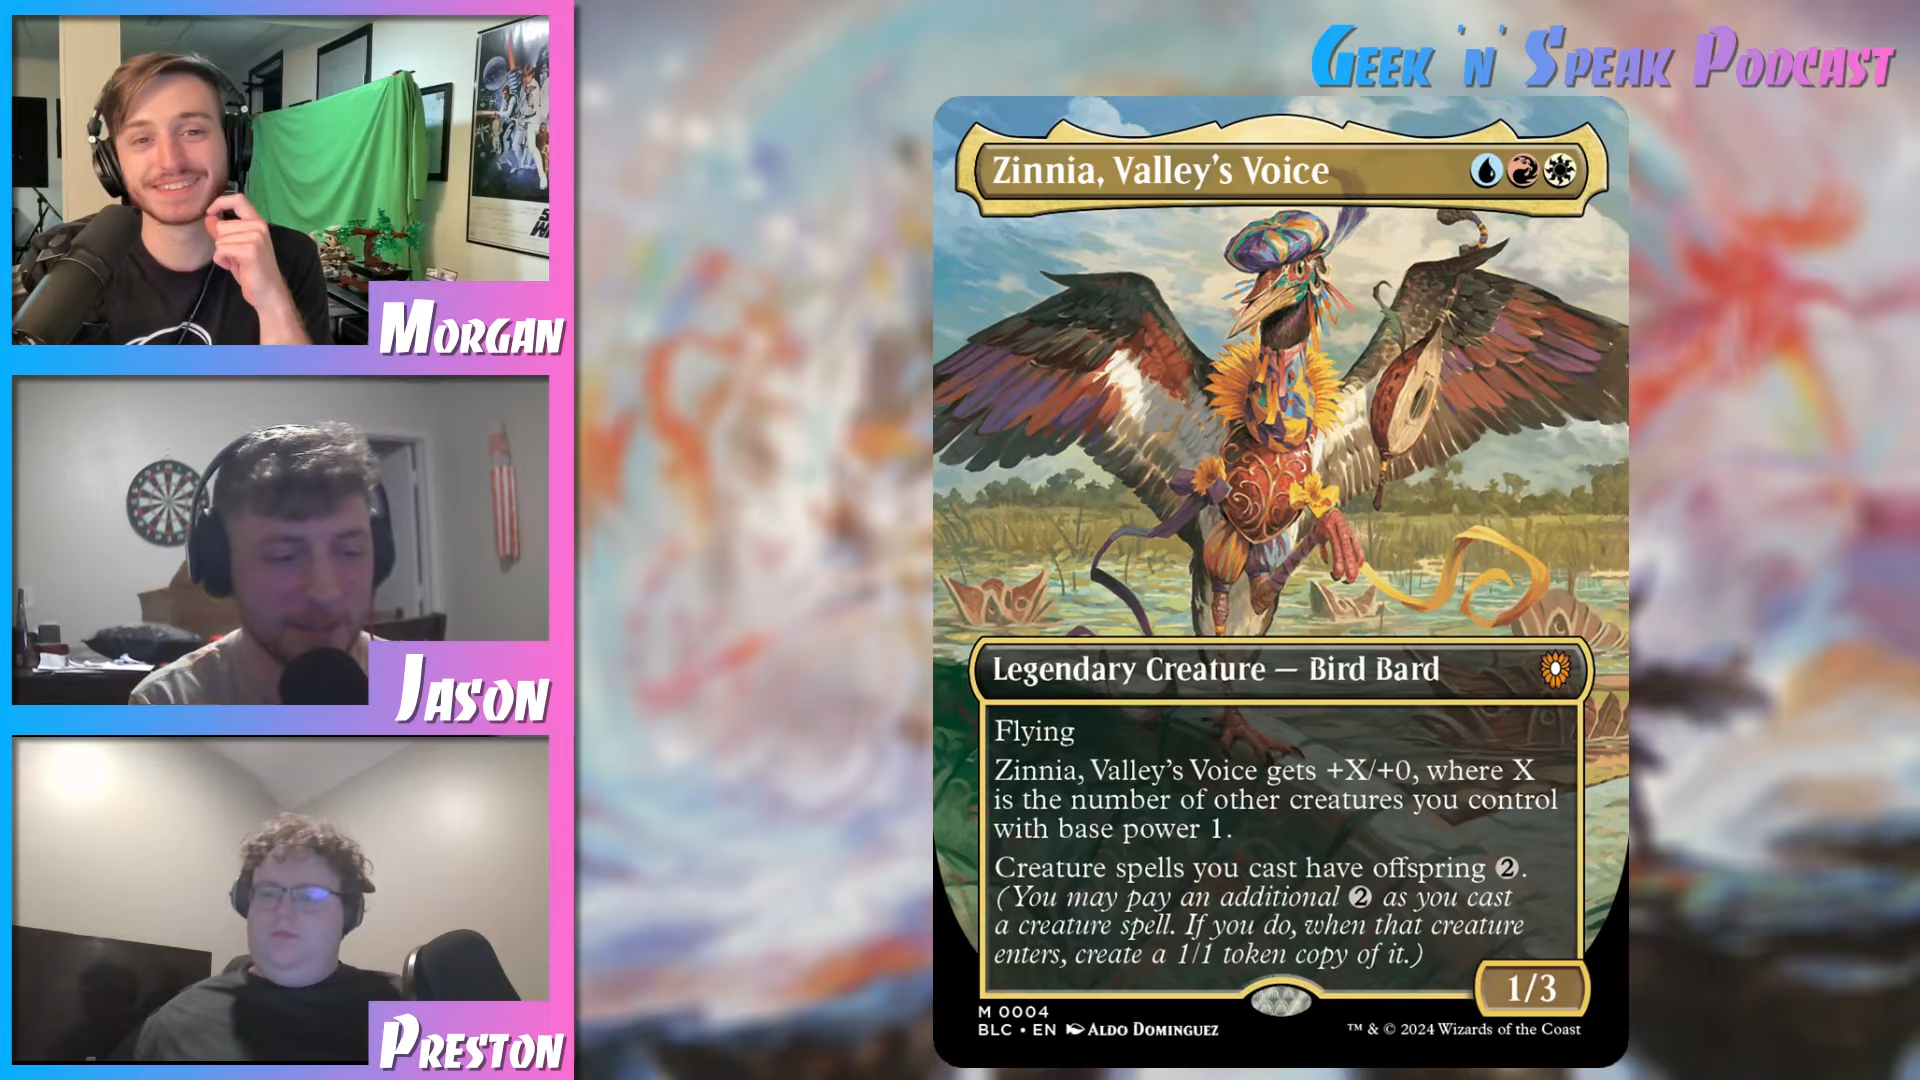 Geek 'n' Speak Podcast
Morgan
Jason
Preston
Zinnia, Valley's Voice
Legendary Creature — Bird Bard
Flying
Zinnia, Valley's Voice gets +X/+0, where X
is the number of other creatures you control
with base power 1.
Creature spells you cast have offspring 2.
(You may pay an additional 2 as you cast
a creature spell. If you do, when that creature
enters, create a 1/1 token copy of it.)
1/3
M 0004
BLC • EN ALDO DOMINGUEZ
™ & © 2024 Wizards of the Coast